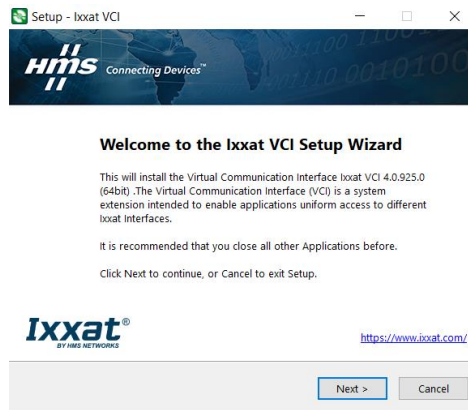 Setup - Ixxat VCI
HMS Connecting Devices™
Welcome to the Ixxat VCI Setup Wizard
This will install the Virtual Communication Interface Ixxat VCI 4.0.925.0
(64bit) .The Virtual Communication Interface (VCI) is a system
extension intended to enable applications uniform access to different
Ixxat Interfaces.
It is recommended that you close all other Applications before.
Click Next to continue, or Cancel to exit Setup.
Ixxat®
BY HMS NETWORKS
https://www.ixxat.com/
Next >
Cancel